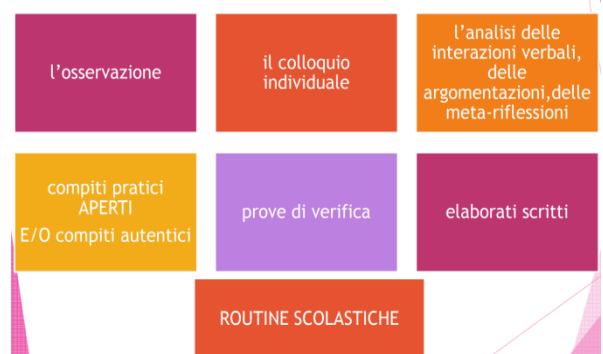 l'osservazione
il colloquio
individuale
l'analisi delle
interazioni verbali,
delle
argomentazioni,delle
meta-riflessioni
compiti pratici
APERTI
E/O compiti autentici
prove di verifica
elaborati scritti
ROUTINE SCOLASTICHE